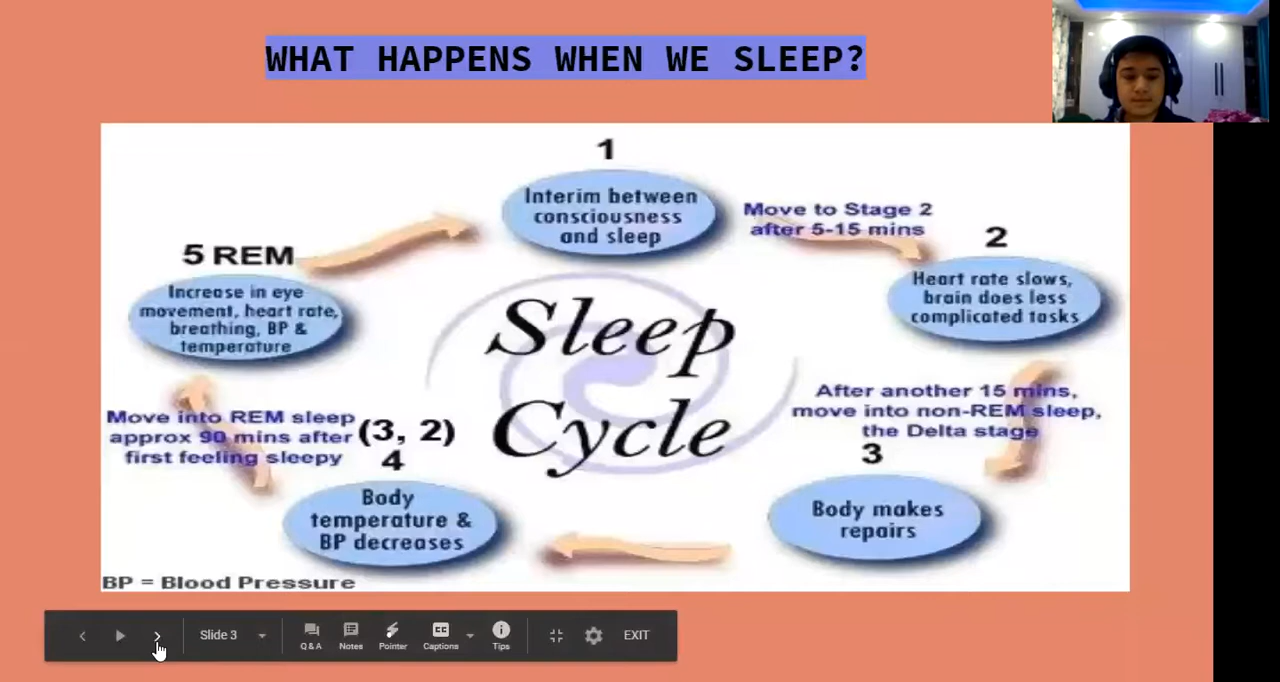 WHAT HAPPENS WHEN WE SLEEP?
1
Interim between
consciousness
and sleep
Move to Stage 2
after 5-15 mins
2
Heart rate slows,
brain does less
complicated tasks
After another 15 mins,
move into non-REM sleep,
the Delta stage
3
Body makes
repairs
(3, 2)
4
Body
temperature &
BP decreases
Move into REM sleep
approx 90 mins after
first feeling sleepy
5 REM
Increase in eye
movement, heart rate,
breathing, BP &
temperature
Sleep
Cycle
BP = Blood Pressure
Slide 3
Q&A
Notes
Pointer
CC
Captions
Tips
EXIT